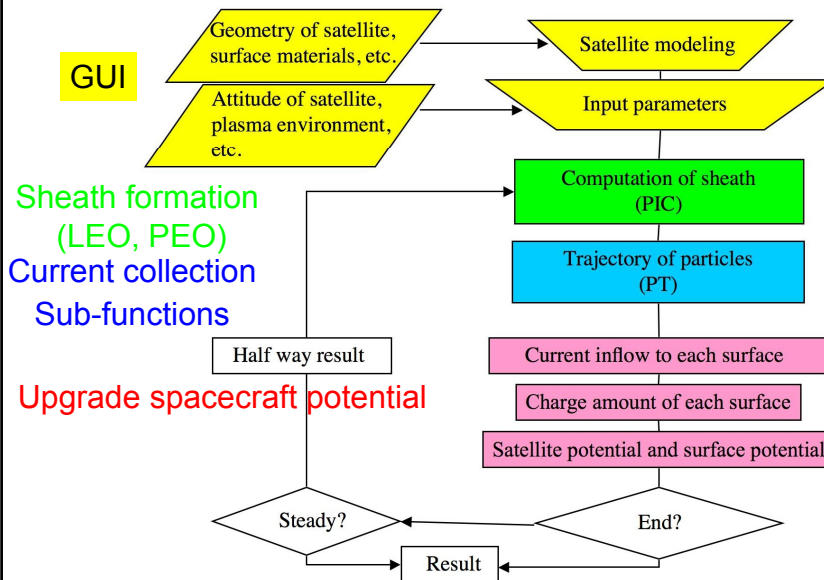 Geometry of satellite,
surface materials, etc.
Satellite modeling
GUI
Attitude of satellite,
plasma environment,
etc.
Input parameters
Sheath formation
(LEO, PEO)
Current collection
Sub-functions
Computation of sheath
(PIC)
Trajectory of particles
(PT)
Half way result
Current inflow to each surface
Upgrade spacecraft potential
Charge amount of each surface
Satellite potential and surface potential
Steady?
End?
Result